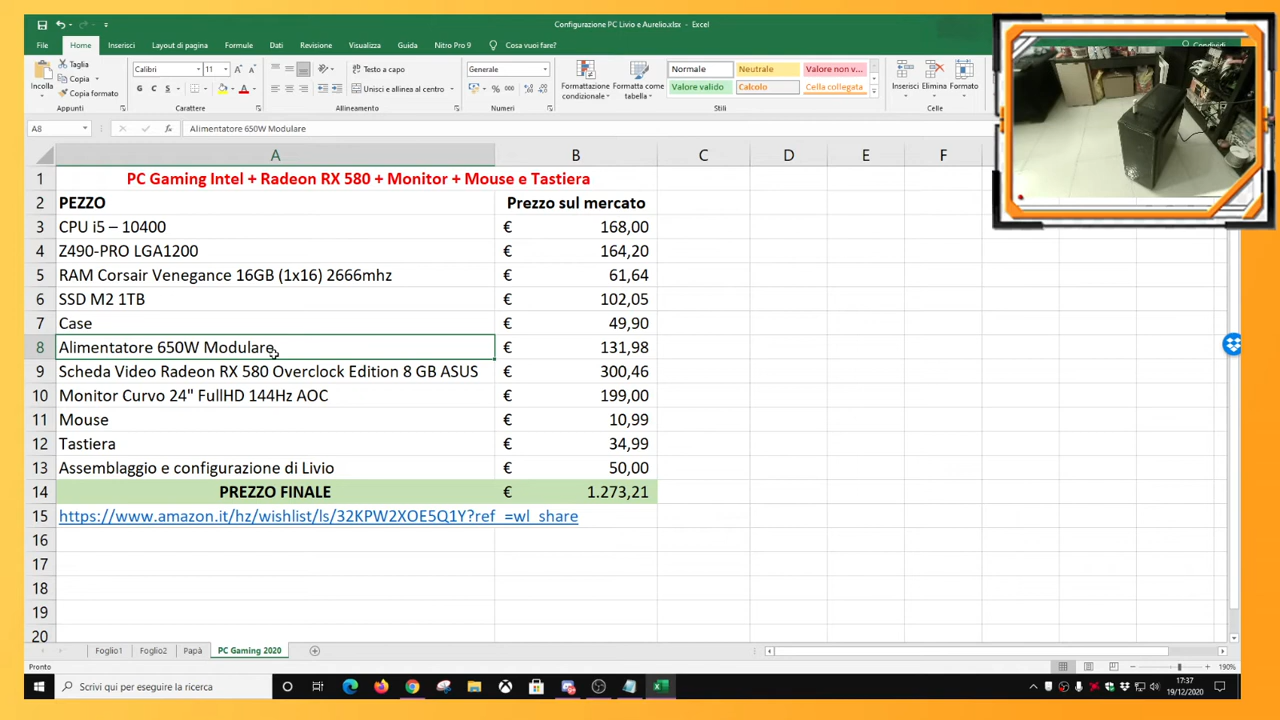 Configurazione PC Livio e Aurelio.xlsx - Excel
File Home Inserisci Layout di pagina Formule Dati Revisione Visualizza Guida Nitro Pro 9 Cosa vuoi fare? Condividi
Incolla
Taglia
Copia
Copia formato
Appunti
Calibri 11
G C S
Carattere
Testo a capo
Unisci e allinea al centro
Allineamento
Generale
% 000
Numeri
Formattazione condizionale
Formatta come tabella
Normale Neutrale Valore non v...
Valore valido Calcolo Cella collegata
Stili
Inserisci Elimina Formato
Celle
A8 fx Alimentatore 650W Modulare
A B C D E F
1 PC Gaming Intel + Radeon RX 580 + Monitor + Mouse e Tastiera
2 PEZZO Prezzo sul mercato
3 CPU i5 – 10400 € 168,00
4 Z490-PRO LGA1200 € 164,20
5 RAM Corsair Venegance 16GB (1x16) 2666mhz € 61,64
6 SSD M2 1TB € 102,05
7 Case € 49,90
8 Alimentatore 650W Modulare € 131,98
9 Scheda Video Radeon RX 580 Overclock Edition 8 GB ASUS € 300,46
10 Monitor Curvo 24" FullHD 144Hz AOC € 199,00
11 Mouse € 10,99
12 Tastiera € 34,99
13 Assemblaggio e configurazione di Livio € 50,00
14 PREZZO FINALE € 1.273,21
15 https://www.amazon.it/hz/wishlist/ls/32KPW2XOE5Q1Y?ref_=wl_share
16
17
18
19
20
Foglio1 Foglio2 Papà PC Gaming 2020
Pronto 190%
Scrivi qui per eseguire la ricerca
17:37
19/12/2020